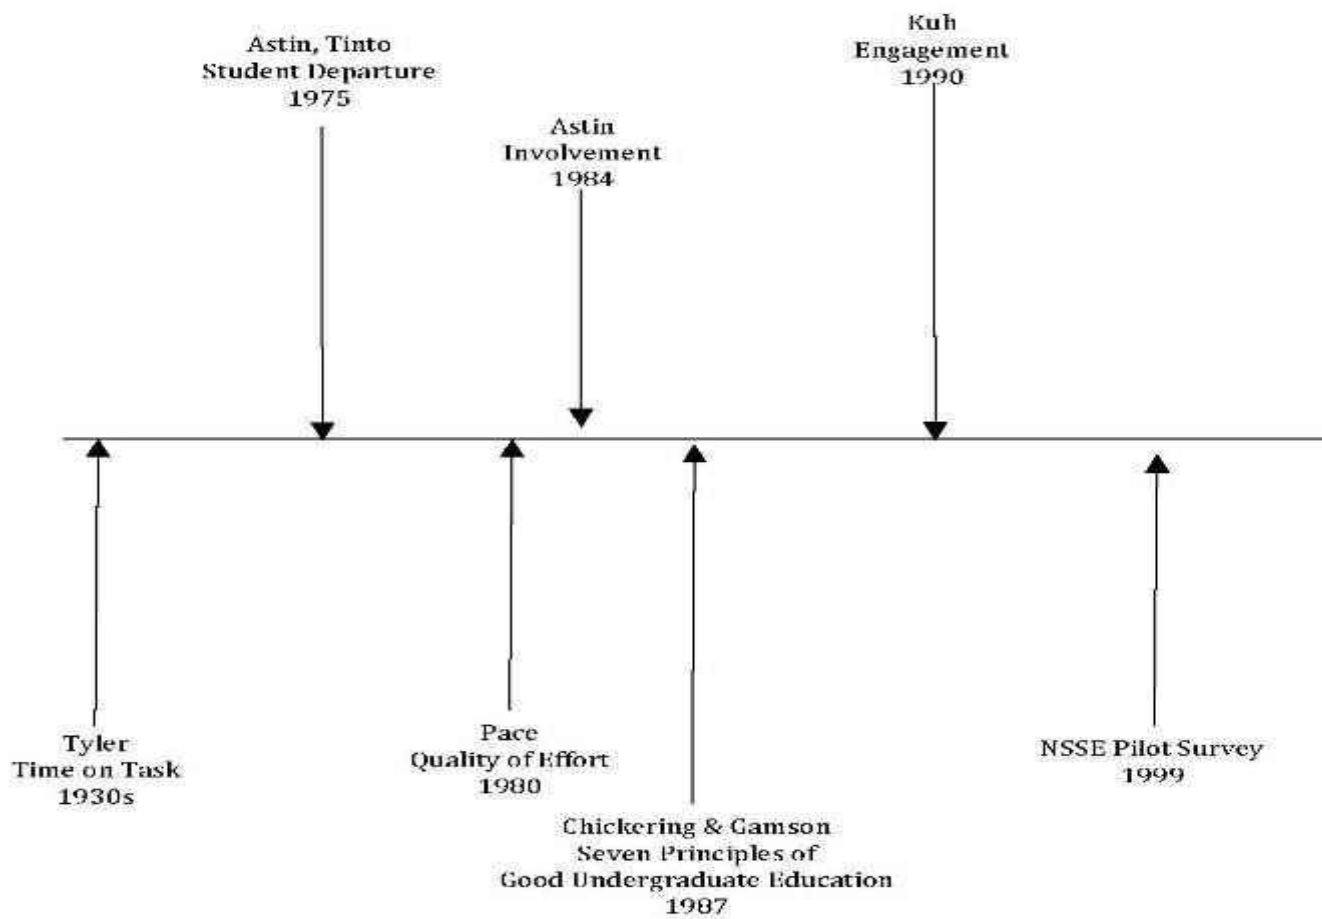 Astin, Tinto
Student Departure
1975
Astin
Involvement
1984
Kuh
Engagement
1990
Tyler
Time on Task
1930s
Pace
Quality of Effort
1980
Chickering & Gamson
Seven Principles of
Good Undergraduate Education
1987
NSSE Pilot Survey
1999